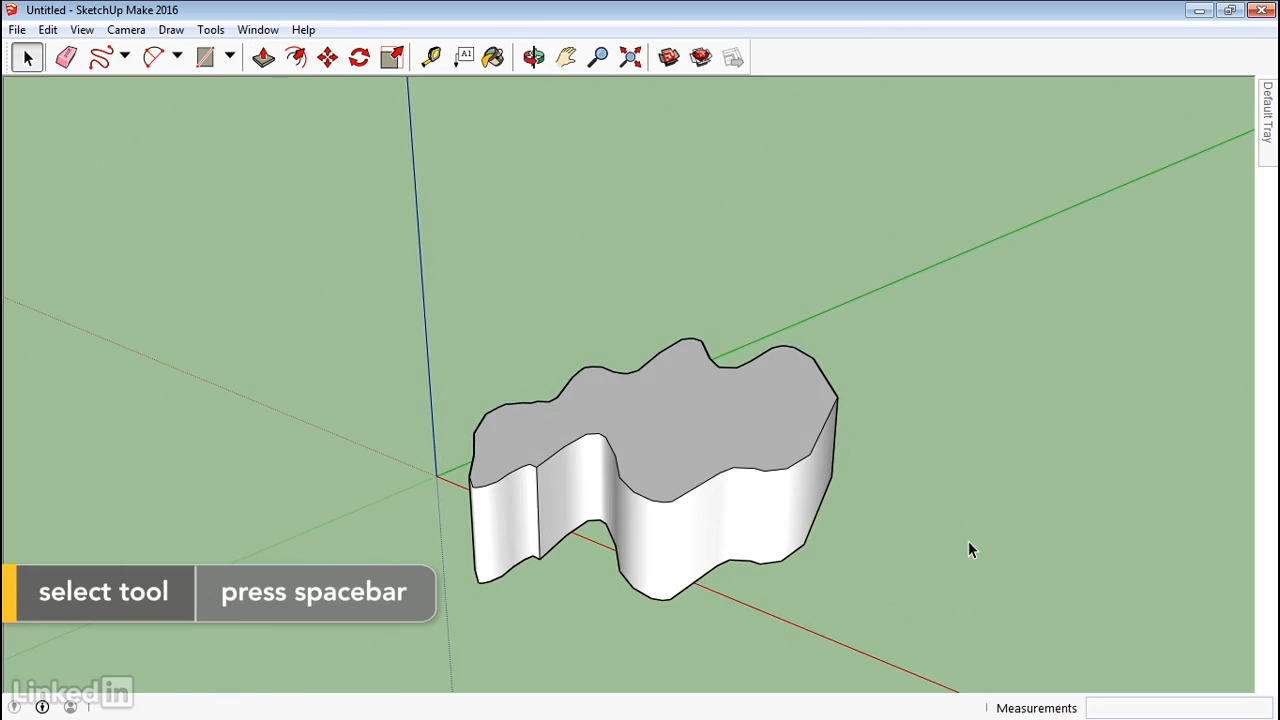 Untitled - SketchUp Make 2016
File Edit View Camera Draw Tools Window Help
A1
Default Tray
select tool press spacebar
Linked in
Measurements